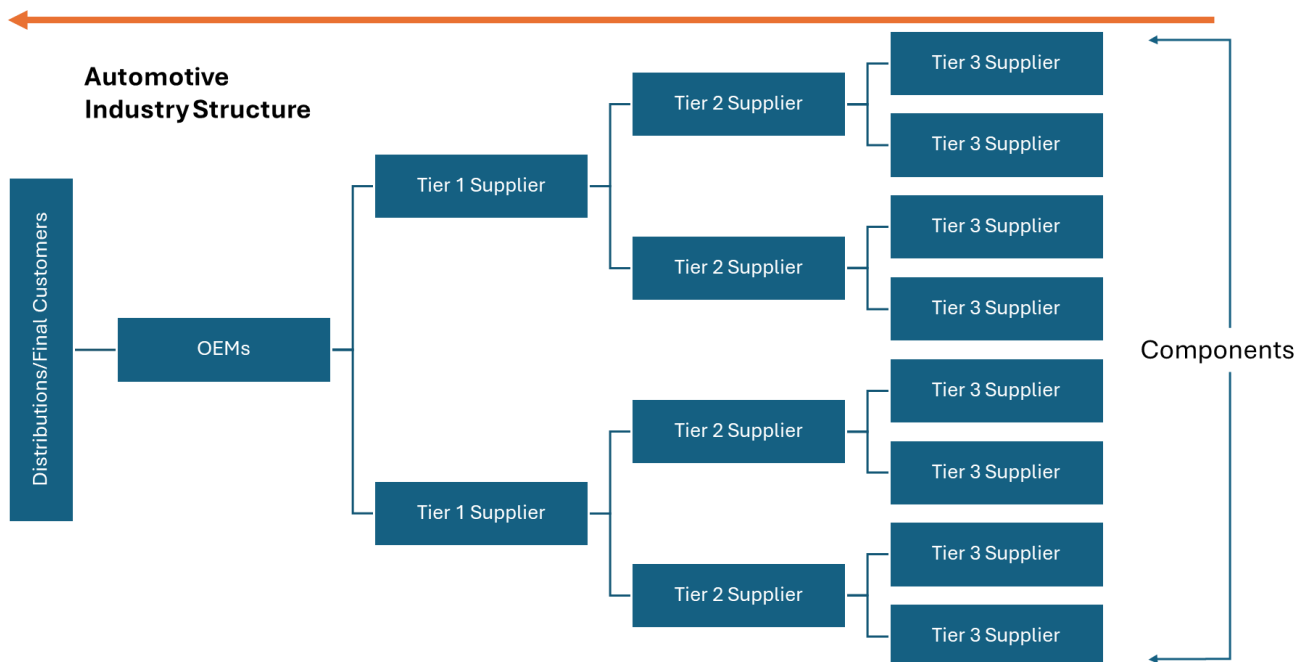 Automotive
Industry Structure
Distributions/Final Customers
OEMs
Tier 1 Supplier
Tier 1 Supplier
Tier 2 Supplier
Tier 2 Supplier
Tier 2 Supplier
Tier 2 Supplier
Tier 3 Supplier
Tier 3 Supplier
Tier 3 Supplier
Tier 3 Supplier
Tier 3 Supplier
Tier 3 Supplier
Tier 3 Supplier
Tier 3 Supplier
Components